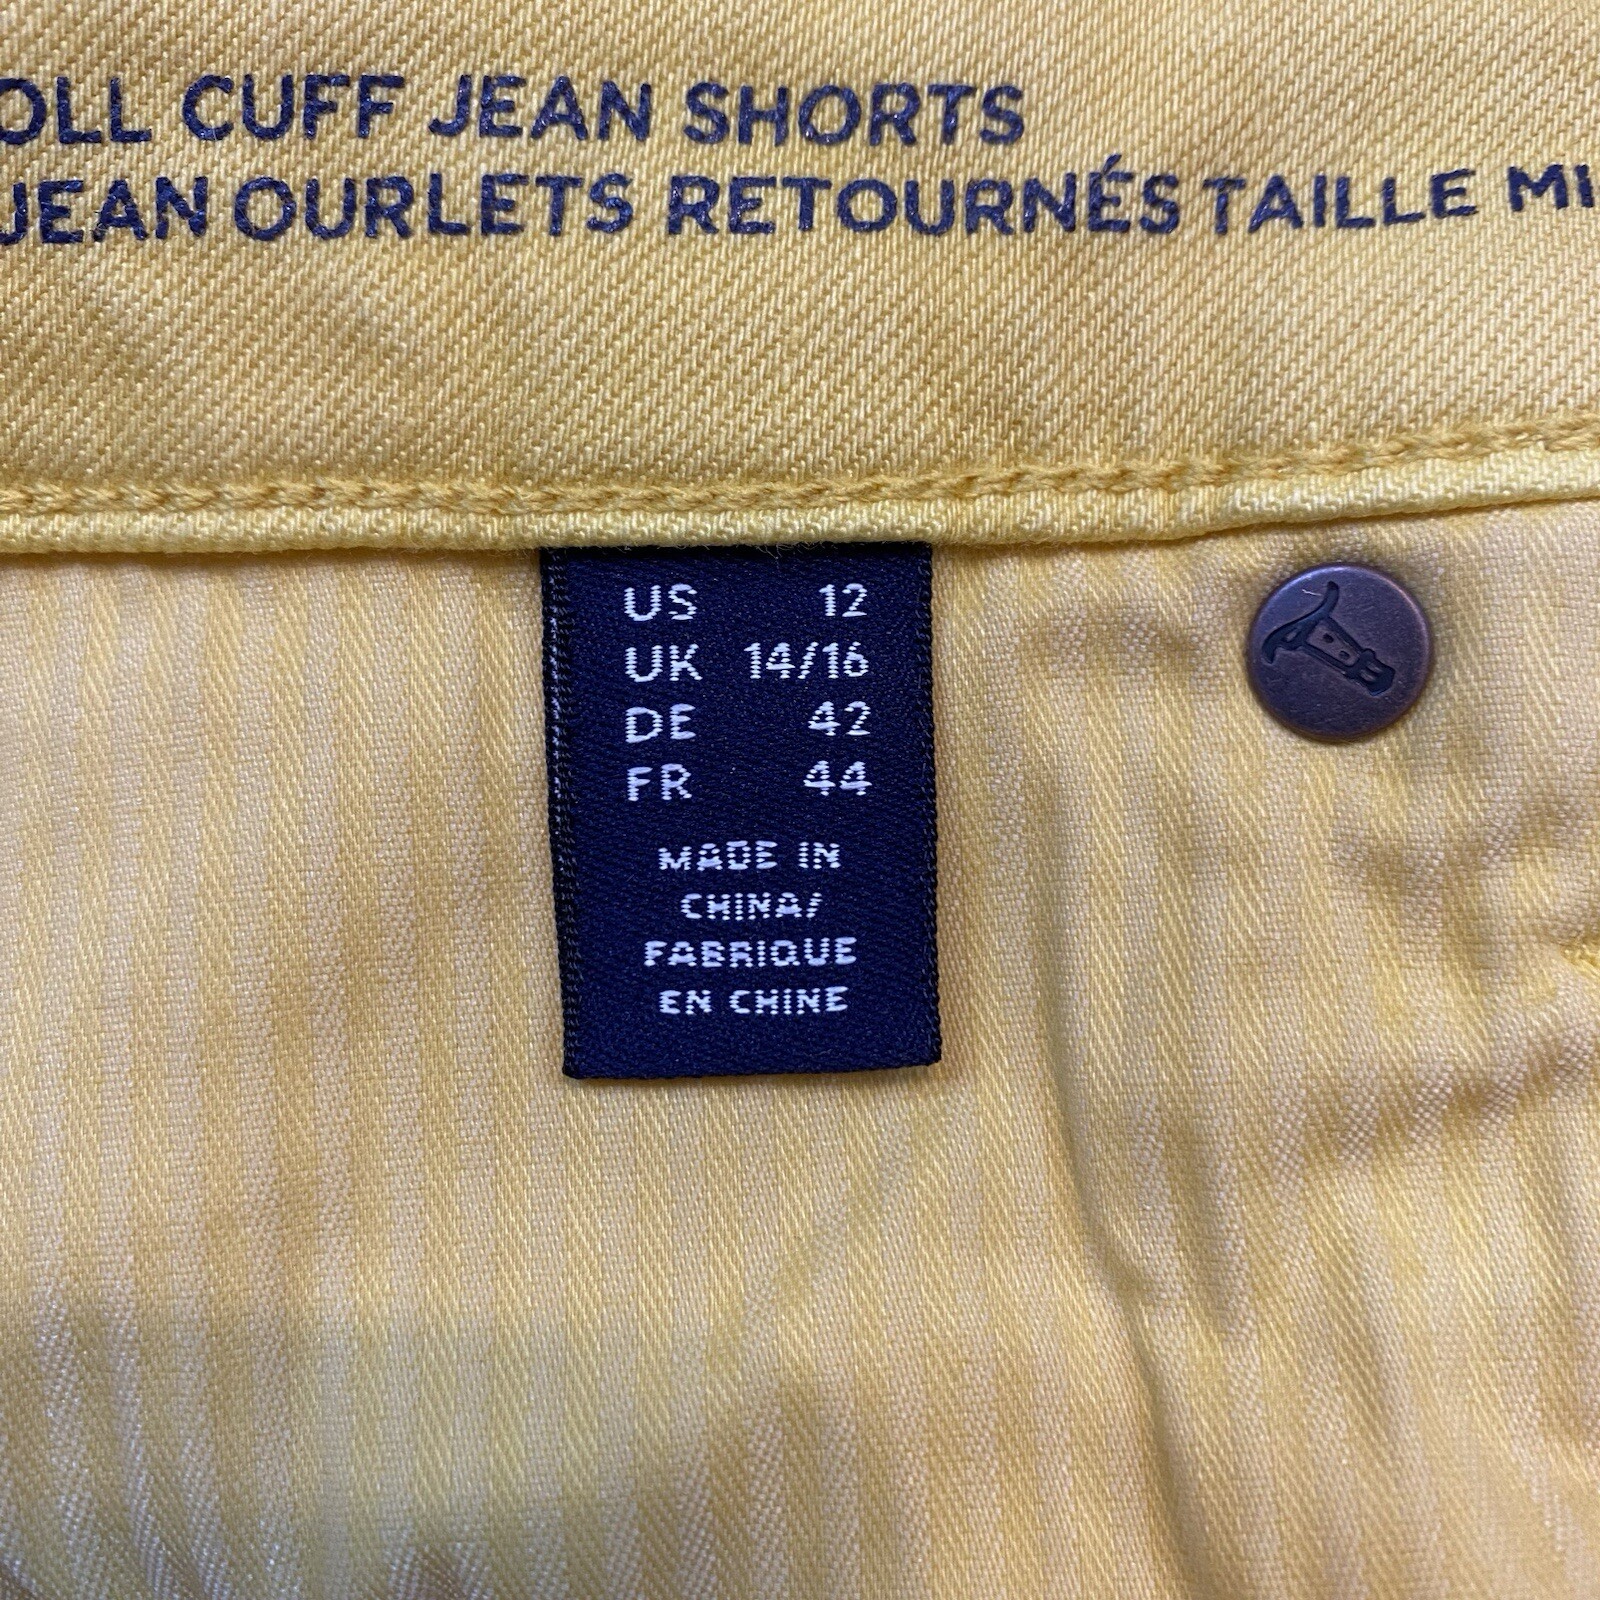 OLL CUFF JEAN SHORTS
JEAN OURLETS RETOURNÉS TAILLE MI
US 12
UK 14/16
DE 42
FR 44
MADE IN
CHINA/
FABRIQUE
EN CHINE